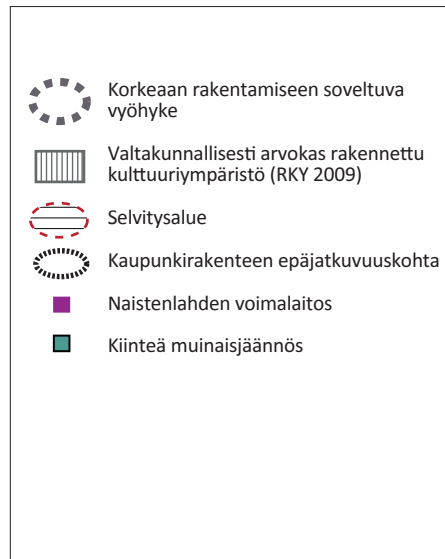 Korkeaan rakentamiseen soveltuva
vyöhyke
Valtakunnallisesti arvokas rakennettu
kulttuuriympäristö (RKY 2009)
Selvitysalue
Kaupunkirakenteen epäjatkuvuuskohta
Naistenlahden voimalaitos
Kiinteä muinaisjäännös